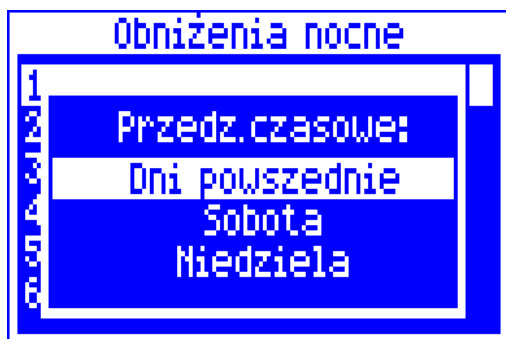 Obniżenia nocne
1
2
Przedz.czasowe:
3
Dni powszednie
4
Sobota
5
Niedziela
6